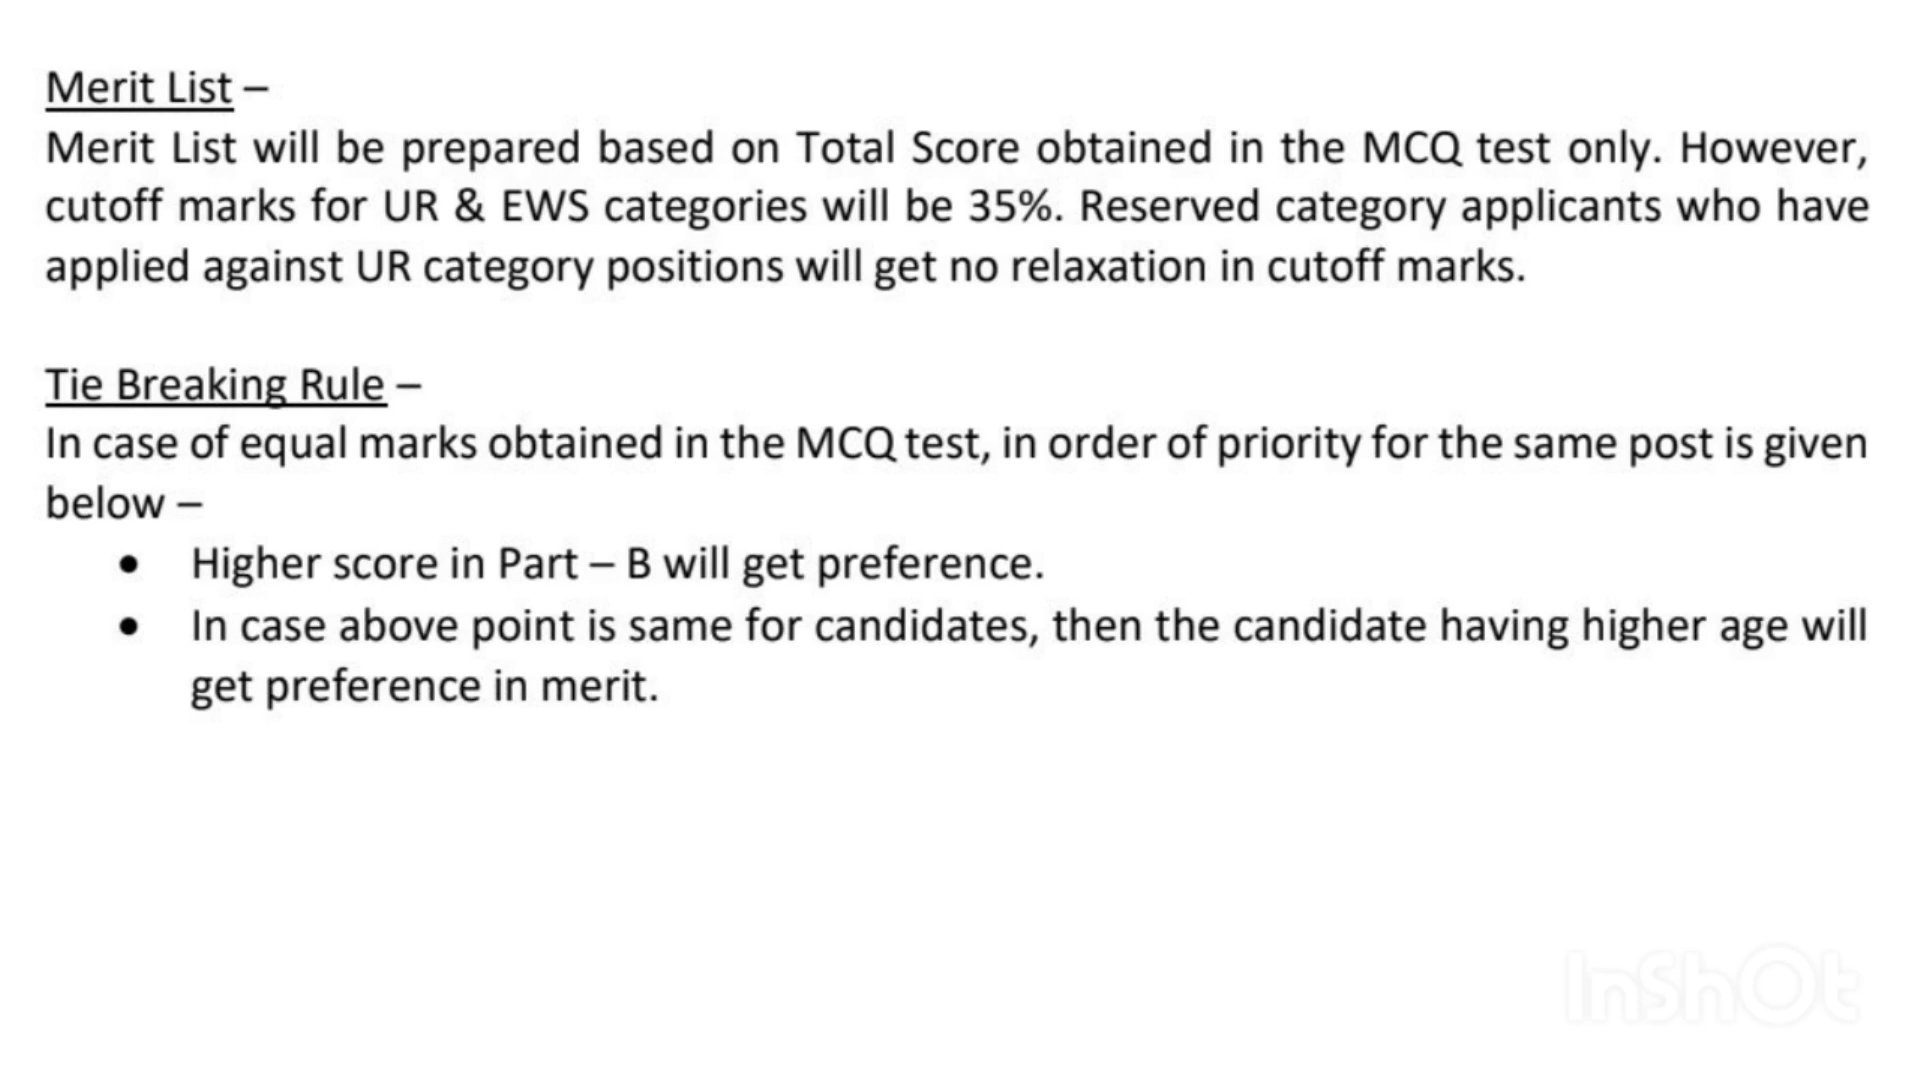 Merit List –
Merit List will be prepared based on Total Score obtained in the MCQ test only. However,
cutoff marks for UR & EWS categories will be 35%. Reserved category applicants who have
applied against UR category positions will get no relaxation in cutoff marks.
Tie Breaking Rule –
In case of equal marks obtained in the MCQ test, in order of priority for the same post is given
below –
• Higher score in Part – B will get preference.
• In case above point is same for candidates, then the candidate having higher age will
get preference in merit.
InShOt